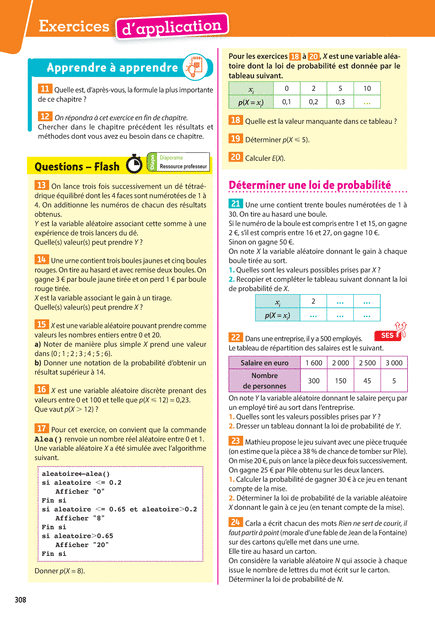 Exercices d'application
Apprendre à apprendre
11 Quelle est, d'après-vous, la formule la plus importante
de ce chapitre ?
12 On répondra à cet exercice en fin de chapitre.
Chercher dans le chapitre précédent les résultats et
méthodes dont vous avez eu besoin dans ce chapitre.
Questions – Flash
Diaporama
Ressource professeur
13 On lance trois fois successivement un dé tétraé-
drique équilibré dont les 4 faces sont numérotées de 1 à
4. On additionne les numéros de chacun des résultats
obtenus.
Y est la variable aléatoire associant cette somme à une
expérience de trois lancers du dé.
Quelle(s) valeur(s) peut prendre Y ?
14 Une urne contient trois boules jaunes et cinq boules
rouges. On tire au hasard et avec remise deux boules. On
gagne 3 € par boule jaune tirée et on perd 1 € par boule
rouge tirée.
X est la variable associant le gain à un tirage.
Quelle(s) valeur(s) peut prendre X ?
15 X est une variable aléatoire pouvant prendre comme
valeurs les nombres entiers entre 0 et 20.
a) Noter de manière plus simple X prend une valeur
dans {0 ; 1 ; 2 ; 3 ; 4 ; 5 ; 6}.
b) Donner une notation de la probabilité d'obtenir un
résultat supérieur à 14.
16 X est une variable aléatoire discrète prenant des
valeurs entre 0 et 100 et telle que p(X ⩽ 12) = 0,23.
Que vaut p(X > 12) ?
17 Pour cet exercice, on convient que la commande
Alea() renvoie un nombre réel aléatoire entre 0 et 1.
Une variable aléatoire X a été simulée avec l'algorithme
suivant.
aleatoire←alea()
si aleatoire <= 0.2
Afficher "0"
Fin si
si aleatoire <= 0.65 et aleatoire>0.2
Afficher "8"
Fin si
si aleatoire>0.65
Afficher "20"
Fin si
Donner p(X = 8).
308
Pour les exercices 18 à 20, X est une variable aléa-
toire dont la loi de probabilité est donnée par le
tableau suivant.
xi 0 2 5 10
p(X = xi) 0,1 0,2 0,3 …
18 Quelle est la valeur manquante dans ce tableau ?
19 Déterminer p(X ⩽ 5).
20 Calculer E(X).
Déterminer une loi de probabilité
21 Une urne contient trente boules numérotées de 1 à
30. On tire au hasard une boule.
Si le numéro de la boule est compris entre 1 et 15, on gagne
2 €, s'il est compris entre 16 et 27, on gagne 10 €.
Sinon on gagne 50 €.
On note X la variable aléatoire donnant le gain à chaque
boule tirée au sort.
1. Quelles sont les valeurs possibles prises par X ?
2. Recopier et compléter le tableau suivant donnant la loi
de probabilité de X.
xi 2 … …
p(X = xi) … … …
SES
22 Dans une entreprise, il y a 500 employés.
Le tableau de répartition des salaires est le suivant.
Salaire en euro 1 600 2 000 2 500 3 000
Nombre
de personnes 300 150 45 5
On note Y la variable aléatoire donnant le salaire perçu par
un employé tiré au sort dans l'entreprise.
1. Quelles sont les valeurs possibles prises par Y ?
2. Dresser un tableau donnant la loi de probabilité de Y.
23 Mathieu propose le jeu suivant avec une pièce truquée
(on estime que la pièce a 38 % de chance de tomber sur Pile).
On mise 20 €, puis on lance la pièce deux fois successivement.
On gagne 25 € par Pile obtenu sur les deux lancers.
1. Calculer la probabilité de gagner 30 € à ce jeu en tenant
compte de la mise.
2. Déterminer la loi de probabilité de la variable aléatoire
X donnant le gain à ce jeu (en tenant compte de la mise).
24 Carla a écrit chacun des mots Rien ne sert de courir, il
faut partir à point (morale d'une fable de Jean de la Fontaine)
sur des cartons qu'elle met dans une urne.
Elle tire au hasard un carton.
On considère la variable aléatoire N qui associe à chaque
issue le nombre de lettres du mot écrit sur le carton.
Déterminer la loi de probabilité de N.